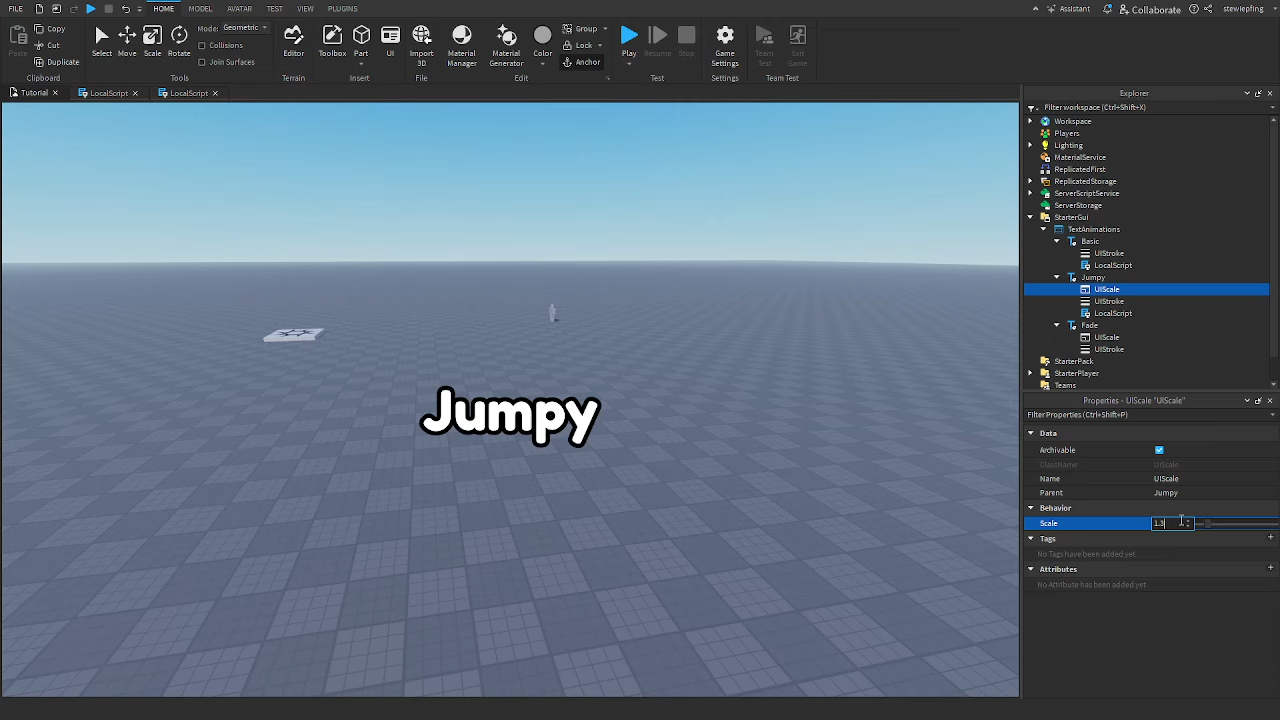 FILE HOME MODEL AVATAR TEST VIEW PLUGINS Assistant Collaborate stewiepfing
Paste Copy Cut Duplicate Clipboard
Select Move Scale Rotate Mode: Geometric Collisions Join Surfaces Tools
Editor Terrain
Toolbox Part UI Insert
Import 3D File
Material Manager Material Generator Color Group Lock Anchor Edit
Play Resume Stop Test
Game Settings Settings
Team Test Exit Game Team Test
Tutorial LocalScript LocalScript
Jumpy
Explorer
Filter workspace (Ctrl+Shift+X)
Workspace
Players
Lighting
MaterialService
ReplicatedFirst
ReplicatedStorage
ServerScriptService
ServerStorage
StarterGui
TextAnimations
Basic
UIStroke
LocalScript
Jumpy
UIScale
UIStroke
LocalScript
Fade
UIScale
UIStroke
StarterPack
StarterPlayer
Teams
Properties - UIScale "UIScale"
Filter Properties (Ctrl+Shift+P)
Data
Archivable
ClassName UIScale
Name UIScale
Parent Jumpy
Behavior
Scale 1.3
Tags
No Tags have been added yet
Attributes
No Attribute has been added yet